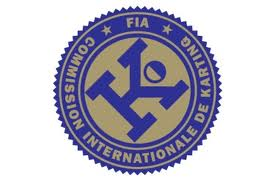 FIA
COMMISSION INTERNATIONALE DE KARTING
K